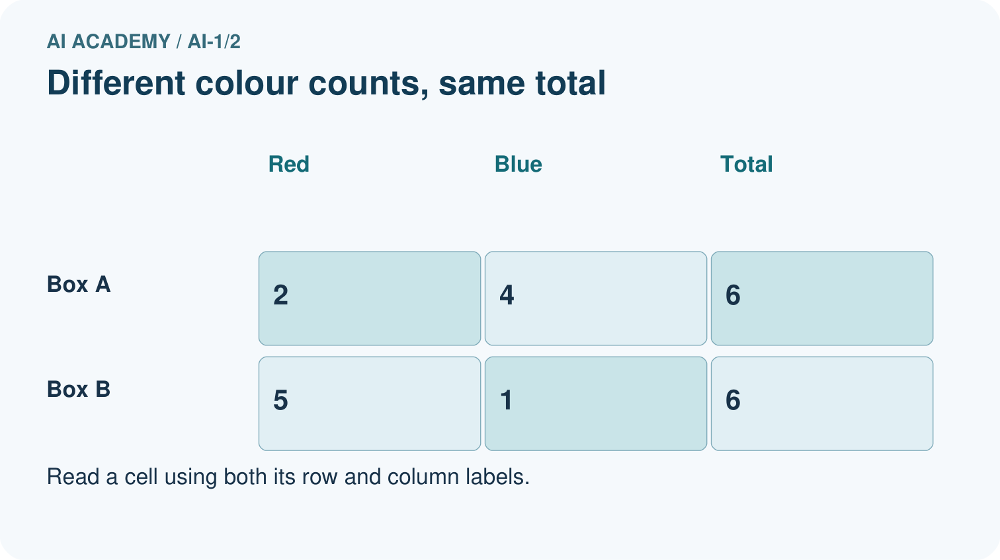 AI ACADEMY / AI-1/2
Different colour counts, same total
Red Blue Total
Box A 2 4 6
Box B 5 1 6
Read a cell using both its row and column labels.